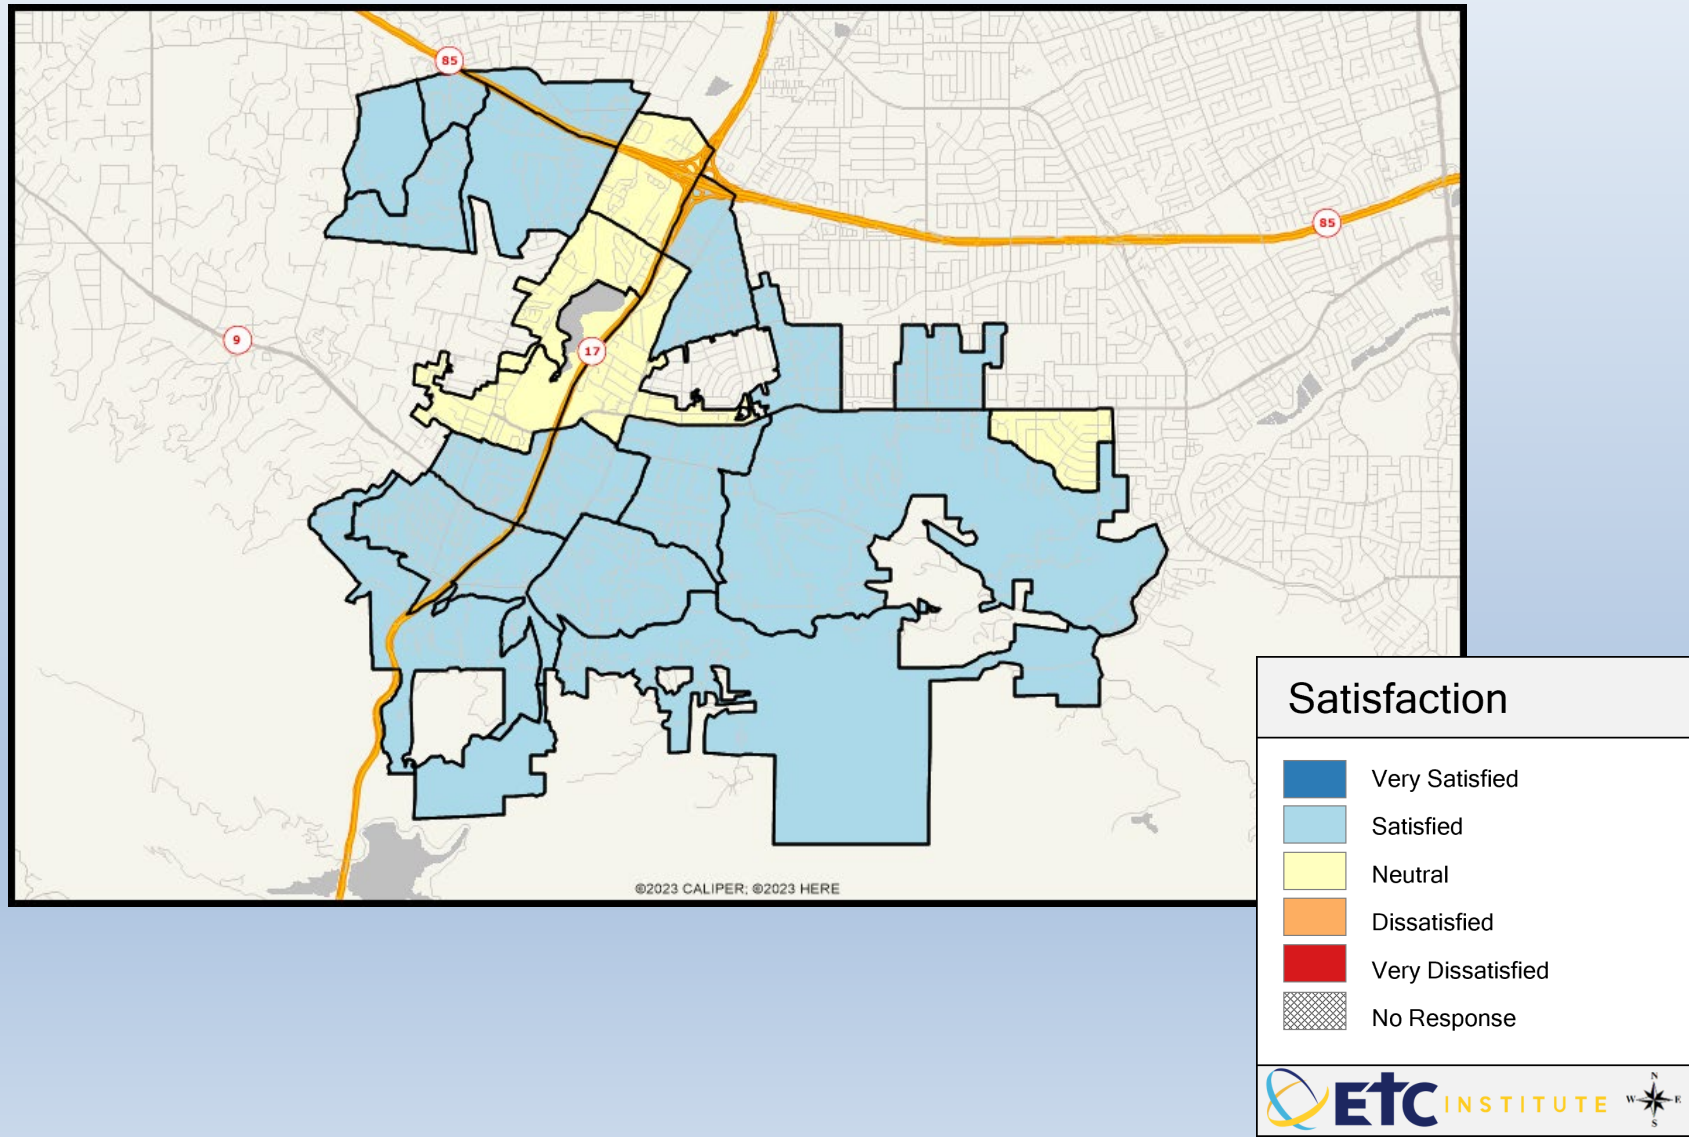 85
85
9
17
©2023 CALIPER; ©2023 HERE
Satisfaction
Very Satisfied
Satisfied
Neutral
Dissatisfied
Very Dissatisfied
No Response
ETC INSTITUTE
N
W E
S